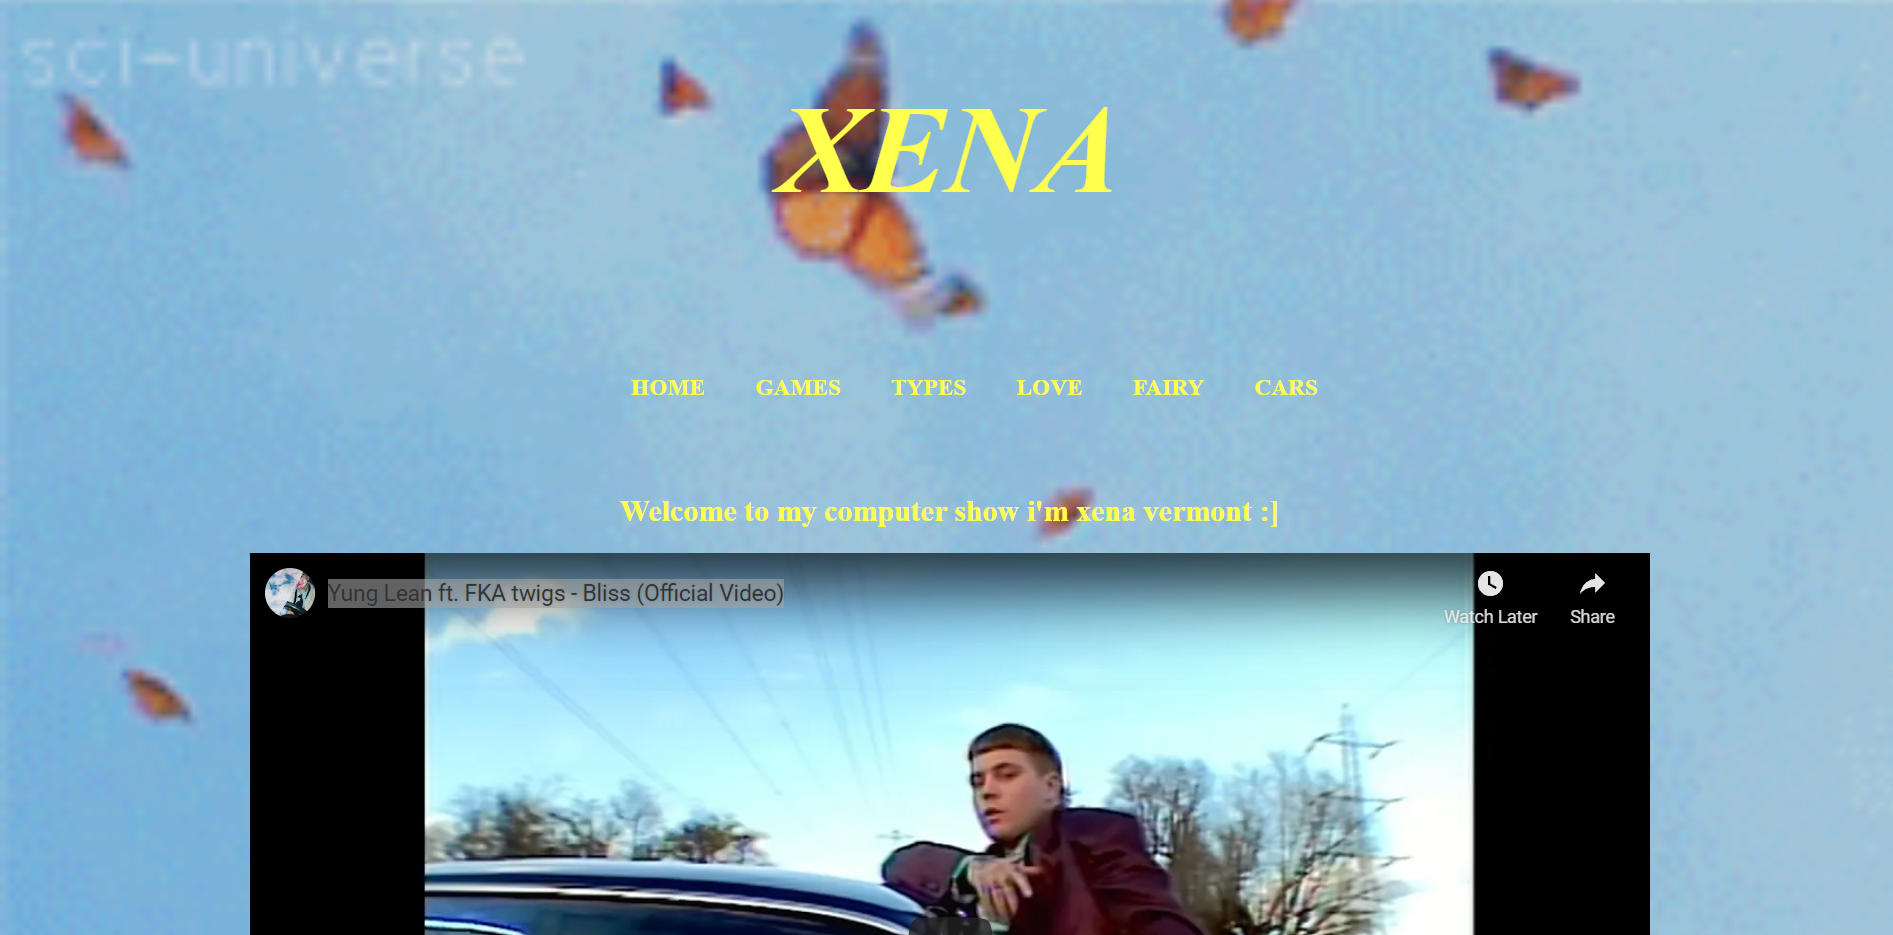 sci-universe
XENA
HOME GAMES TYPES LOVE FAIRY CARS
Welcome to my computer show i'm xena vermont :]
Yung Lean ft. FKA twigs - Bliss (Official Video)
Watch Later Share